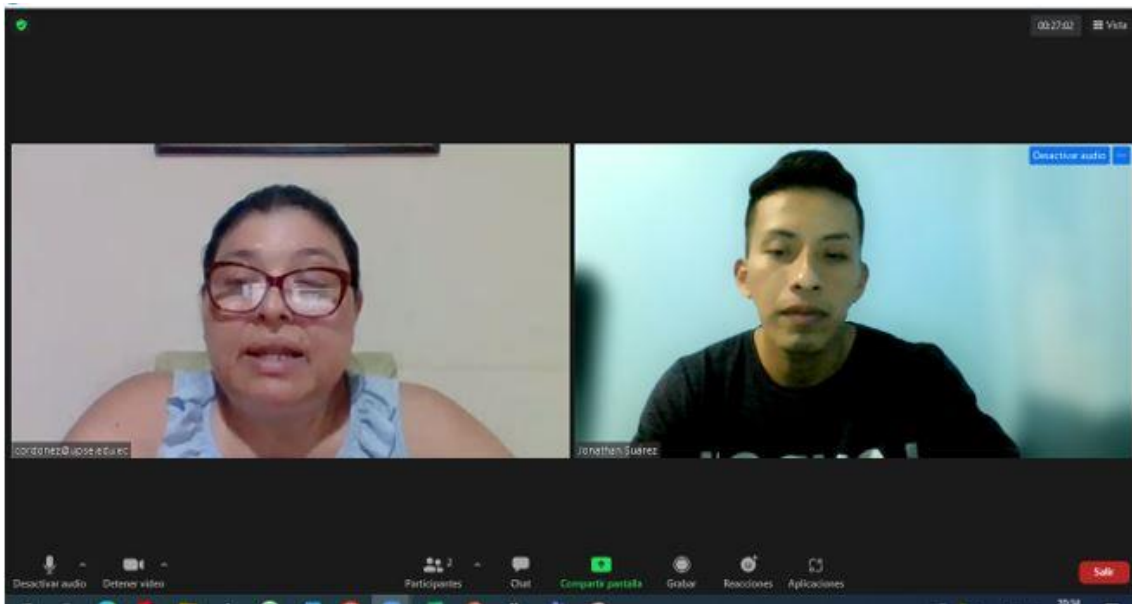 00:27:02 Vista
Desactivar audio
cordonez@upse.edu.ec
Jonathan Suarez
Desactivar audio
Detener video
Participantes 2
Chat
Compartir pantalla
Grabar
Reacciones
Aplicaciones
Salir